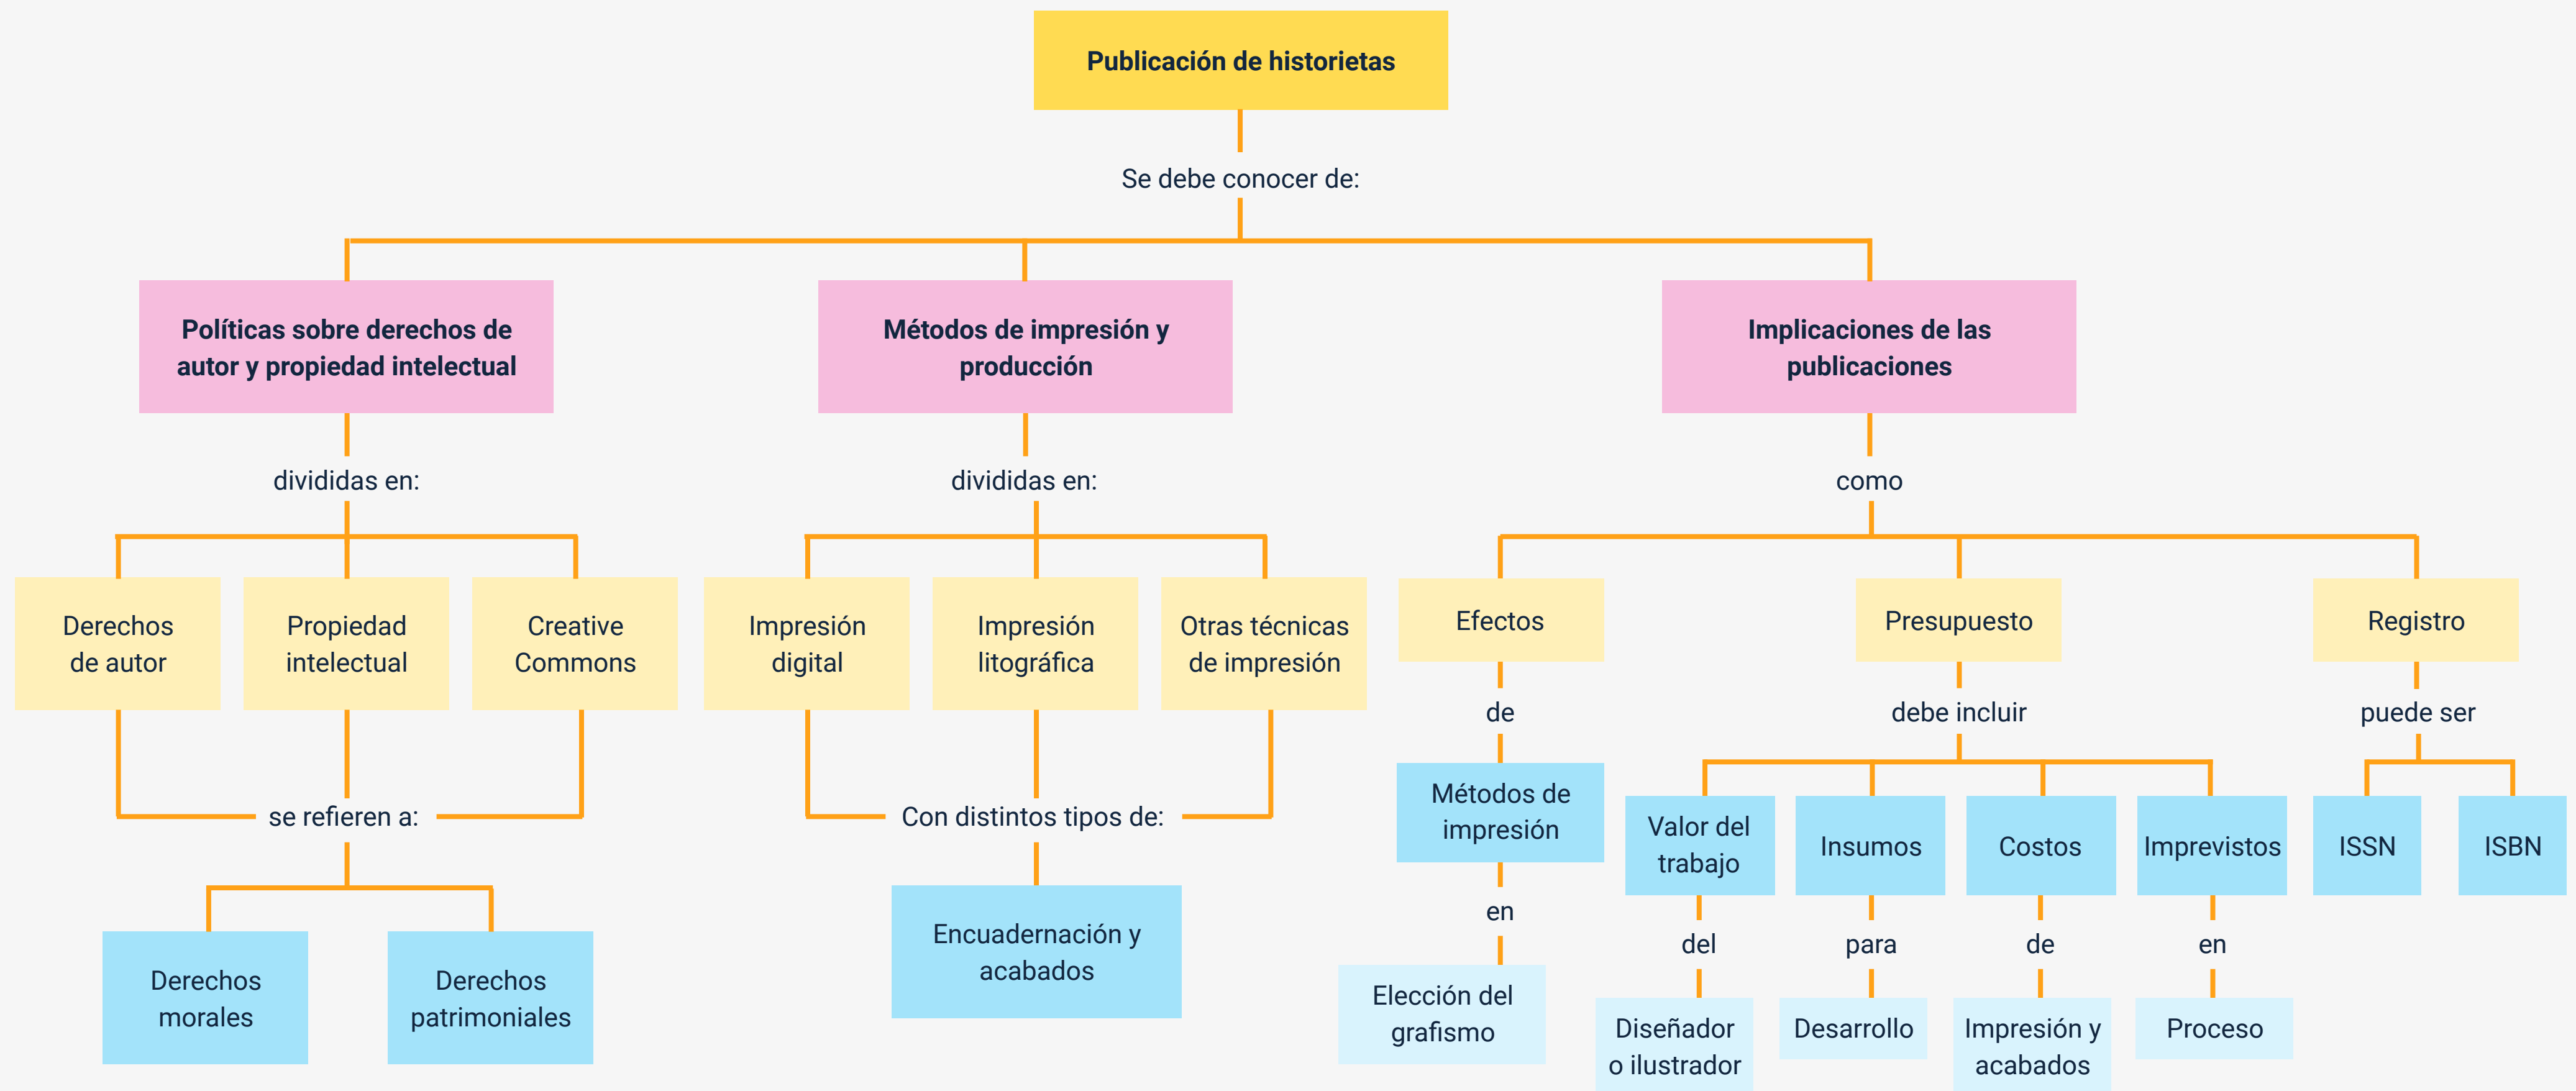 Publicación de historietas
Se debe conocer de:
Políticas sobre derechos de
autor y propiedad intelectual
Métodos de impresión y
producción
Implicaciones de las
publicaciones
divididas en:
divididas en:
como
Derechos
de autor
Propiedad
intelectual
Creative
Commons
Impresión
digital
Impresión
litográfica
Otras técnicas
de impresión
Efectos
Presupuesto
Registro
de
debe incluir
puede ser
se refieren a:
Con distintos tipos de:
Métodos de
impresión
Valor del
trabajo
Insumos
Costos
Imprevistos
ISSN
ISBN
en
del
para
de
en
Derechos
morales
Derechos
patrimoniales
Encuadernación y
acabados
Elección del
grafismo
Diseñador
o ilustrador
Desarrollo
Impresión y
acabados
Proceso